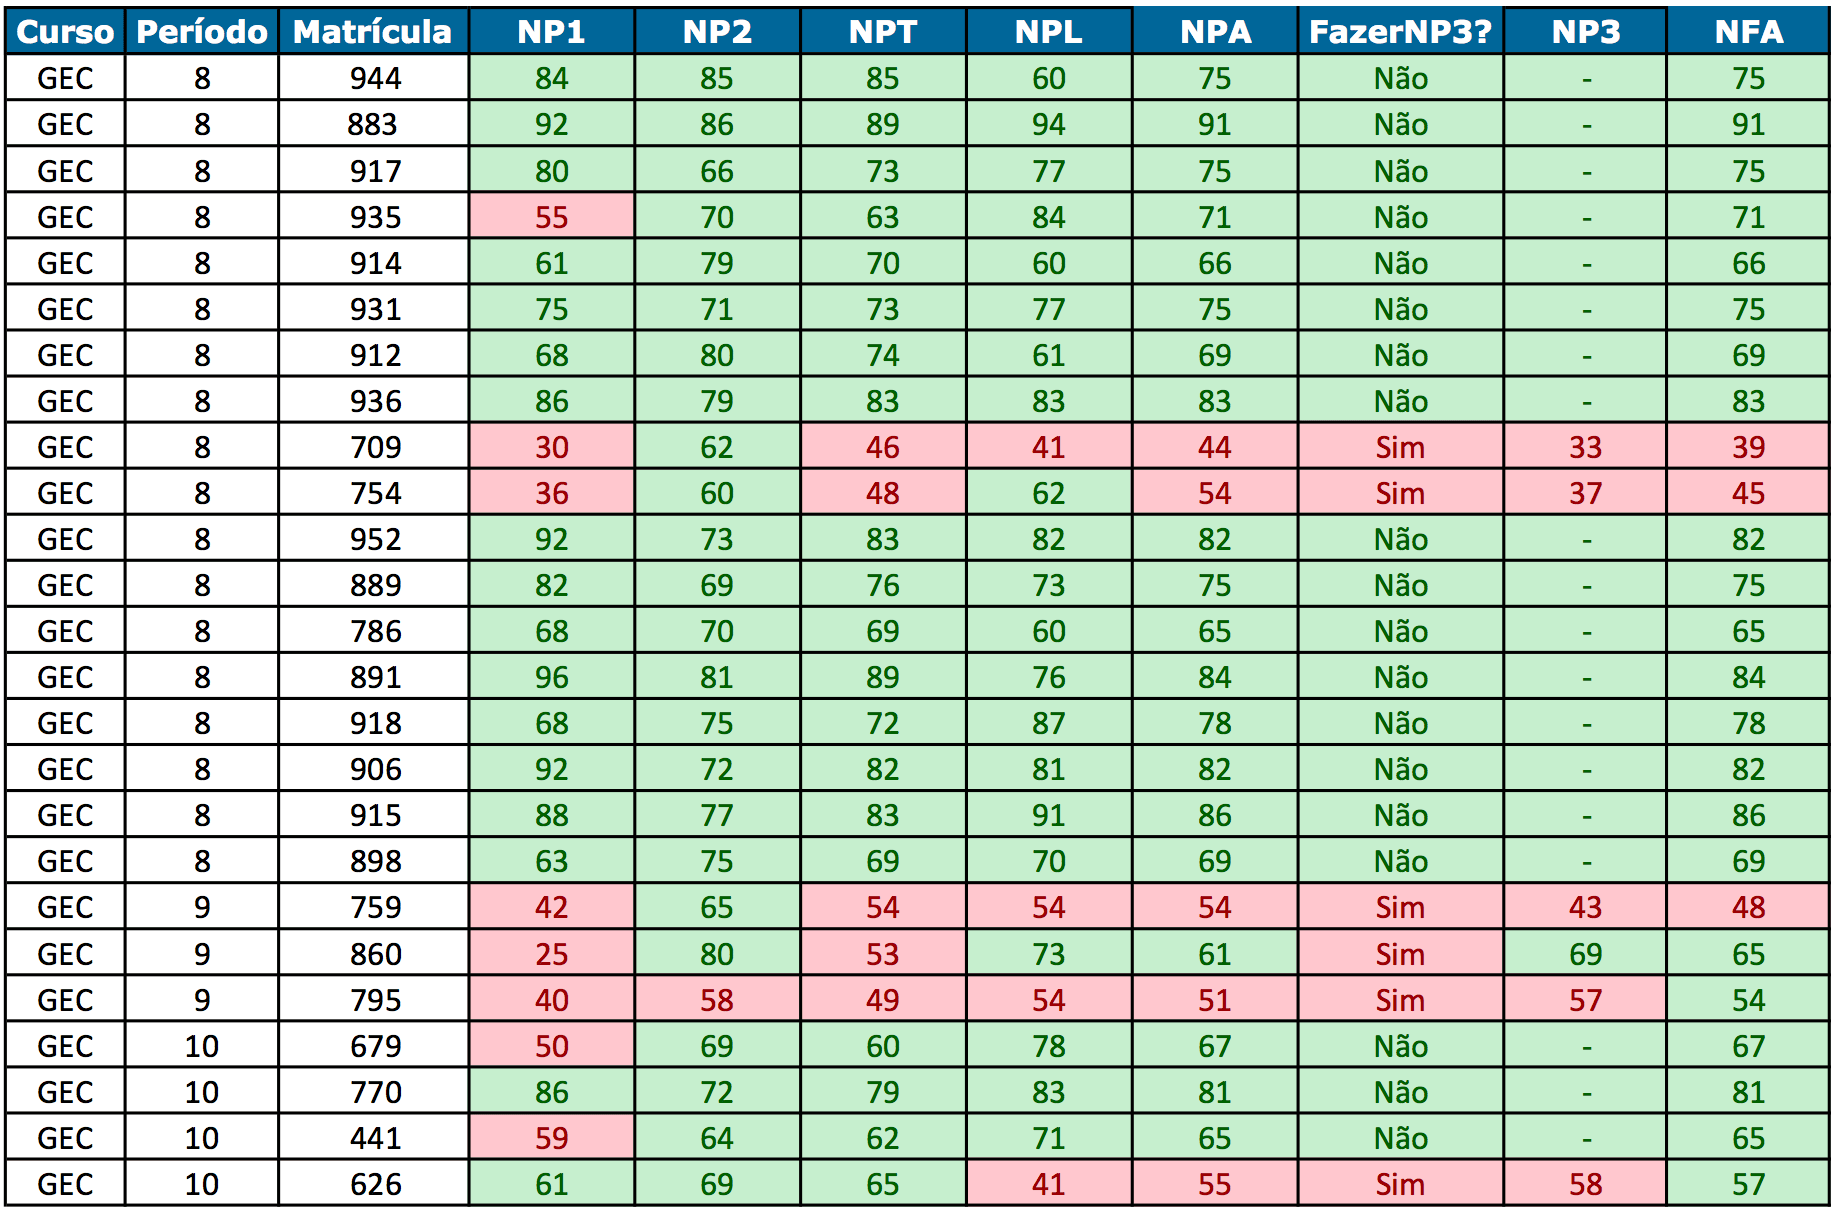 Curso Período Matrícula NP1 NP2 NPT NPL NPA FazerNP3? NP3 NFA
GEC 8 944 84 85 85 60 75 Não - 75
GEC 8 883 92 86 89 94 91 Não - 91
GEC 8 917 80 66 73 77 75 Não - 75
GEC 8 935 55 70 63 84 71 Não - 71
GEC 8 914 61 79 70 60 66 Não - 66
GEC 8 931 75 71 73 77 75 Não - 75
GEC 8 912 68 80 74 61 69 Não - 69
GEC 8 936 86 79 83 83 83 Não - 83
GEC 8 709 30 62 46 41 44 Sim 33 39
GEC 8 754 36 60 48 62 54 Sim 37 45
GEC 8 952 92 73 83 82 82 Não - 82
GEC 8 889 82 69 76 73 75 Não - 75
GEC 8 786 68 70 69 60 65 Não - 65
GEC 8 891 96 81 89 76 84 Não - 84
GEC 8 918 68 75 72 87 78 Não - 78
GEC 8 906 92 72 82 81 82 Não - 82
GEC 8 915 88 77 83 91 86 Não - 86
GEC 8 898 63 75 69 70 69 Não - 69
GEC 9 759 42 65 54 54 54 Sim 43 48
GEC 9 860 25 80 53 73 61 Sim 69 65
GEC 9 795 40 58 49 54 51 Sim 57 54
GEC 10 679 50 69 60 78 67 Não - 67
GEC 10 770 86 72 79 83 81 Não - 81
GEC 10 441 59 64 62 71 65 Não - 65
GEC 10 626 61 69 65 41 55 Sim 58 57